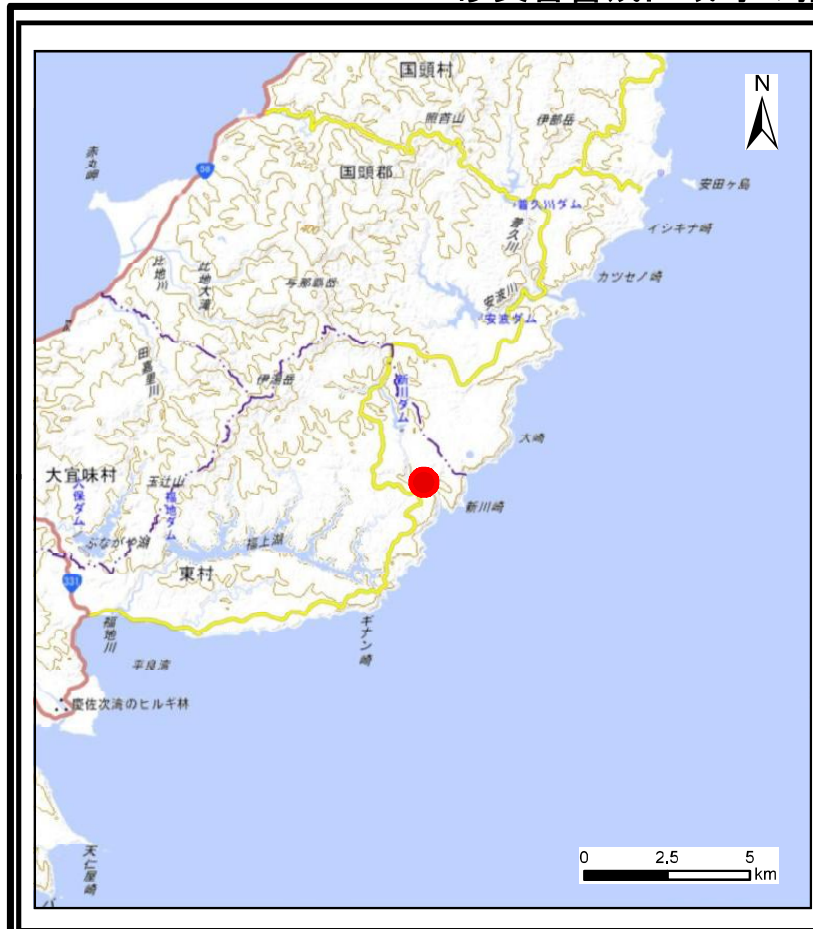 国頭村
N
照首山
伊部岳
赤丸岬
58
国頭郡
安田ヶ島
普久川ダム
イシキナ崎
普久川
比地川
比地大滝
400
カツセノ崎
与那覇岳
安波川
安波ダム
田嘉里川
伊湯岳
新川ダム
大崎
大宜味村
玉辻山
大保ダム
福地ダム
新川崎
ぶながや湖
福上湖
東村
331
福地川
ギナン崎
平良湾
慶佐次湾のヒルギ林
0 2.5 5
km
天仁屋崎
バ